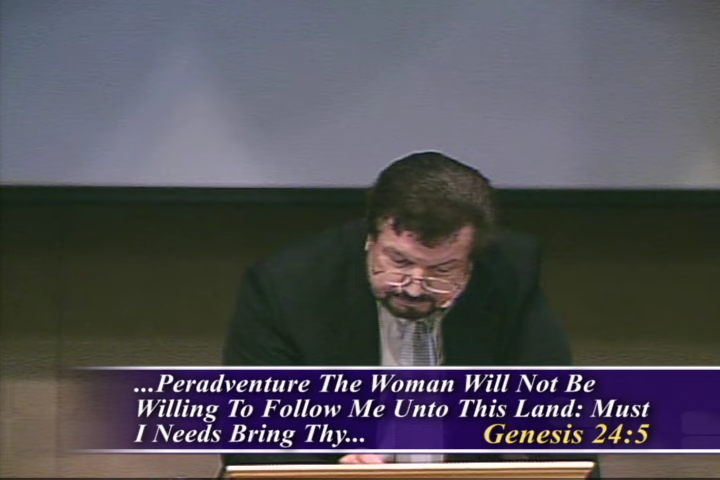 ...Peradventure The Woman Will Not Be
Willing To Follow Me Unto This Land: Must
I Needs Bring Thy... Genesis 24:5